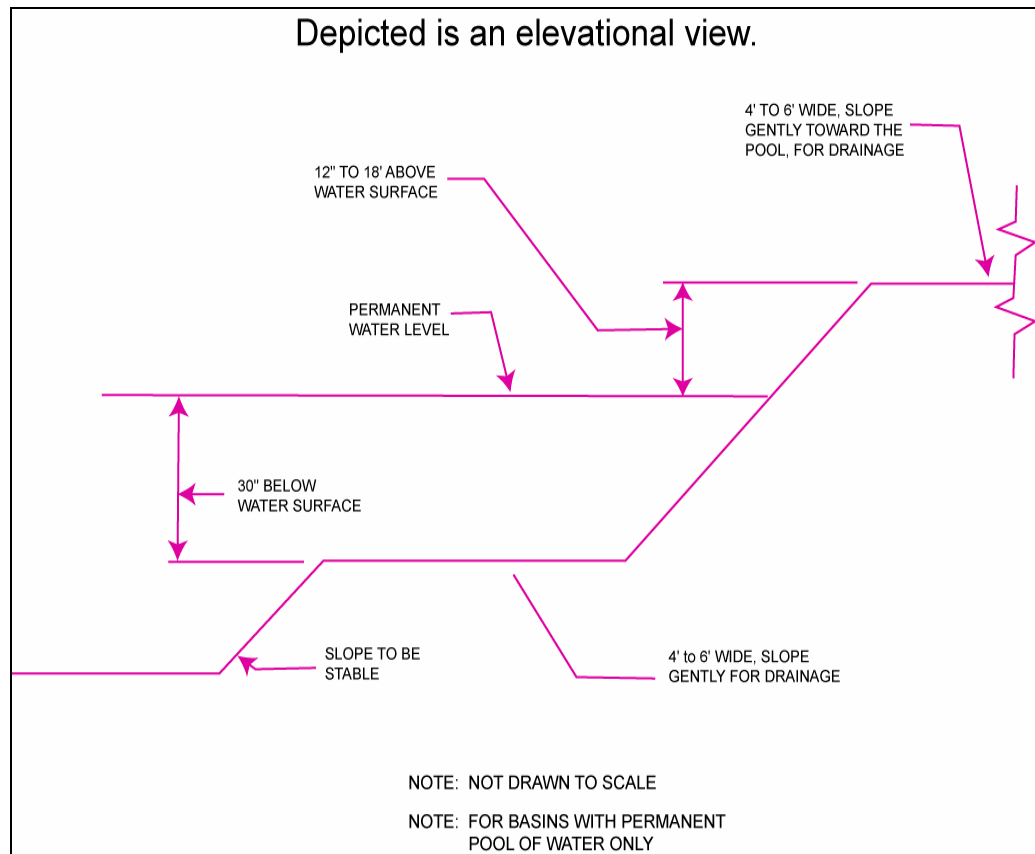 Depicted is an elevational view.
4' TO 6' WIDE, SLOPE
GENTLY TOWARD THE
POOL, FOR DRAINAGE
12" TO 18' ABOVE
WATER SURFACE
PERMANENT
WATER LEVEL
30" BELOW
WATER SURFACE
SLOPE TO BE
STABLE
4' to 6' WIDE, SLOPE
GENTLY FOR DRAINAGE
NOTE: NOT DRAWN TO SCALE
NOTE: FOR BASINS WITH PERMANENT
POOL OF WATER ONLY